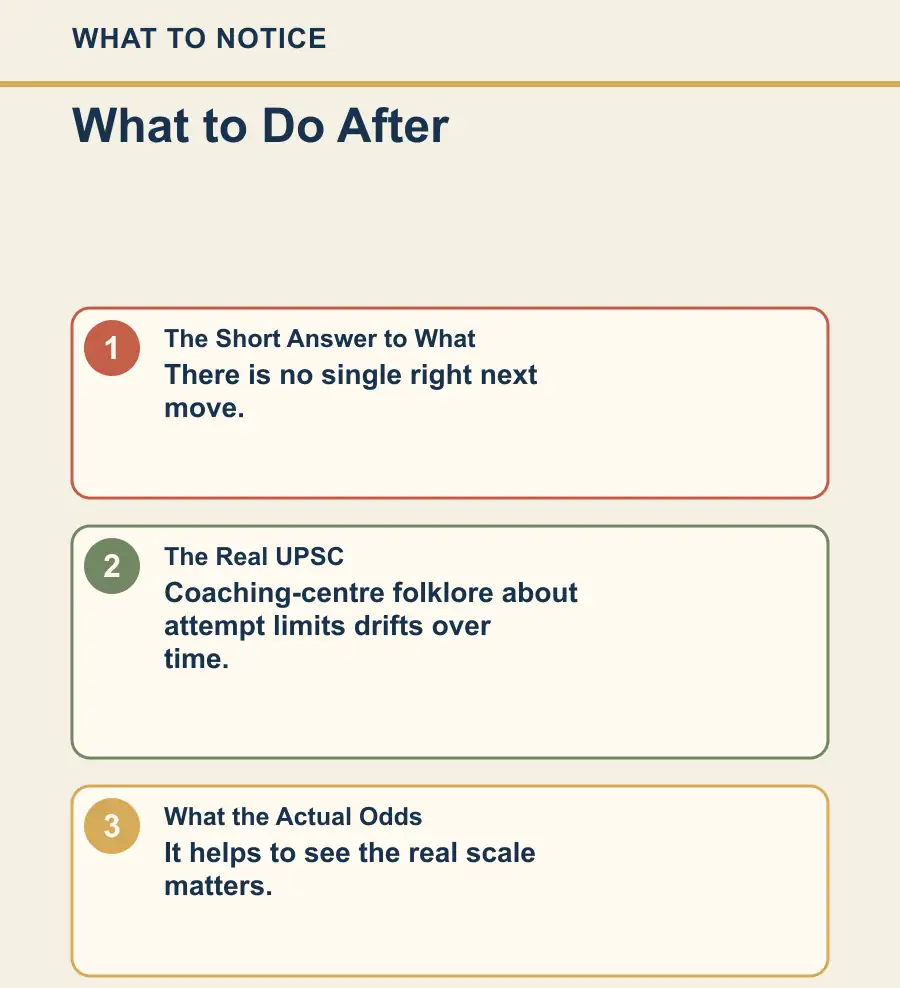 WHAT TO NOTICE
What to Do After
1
The Short Answer to What
There is no single right next
move.
2
The Real UPSC
Coaching-centre folklore about
attempt limits drifts over
time.
3
What the Actual Odds
It helps to see the real scale
matters.